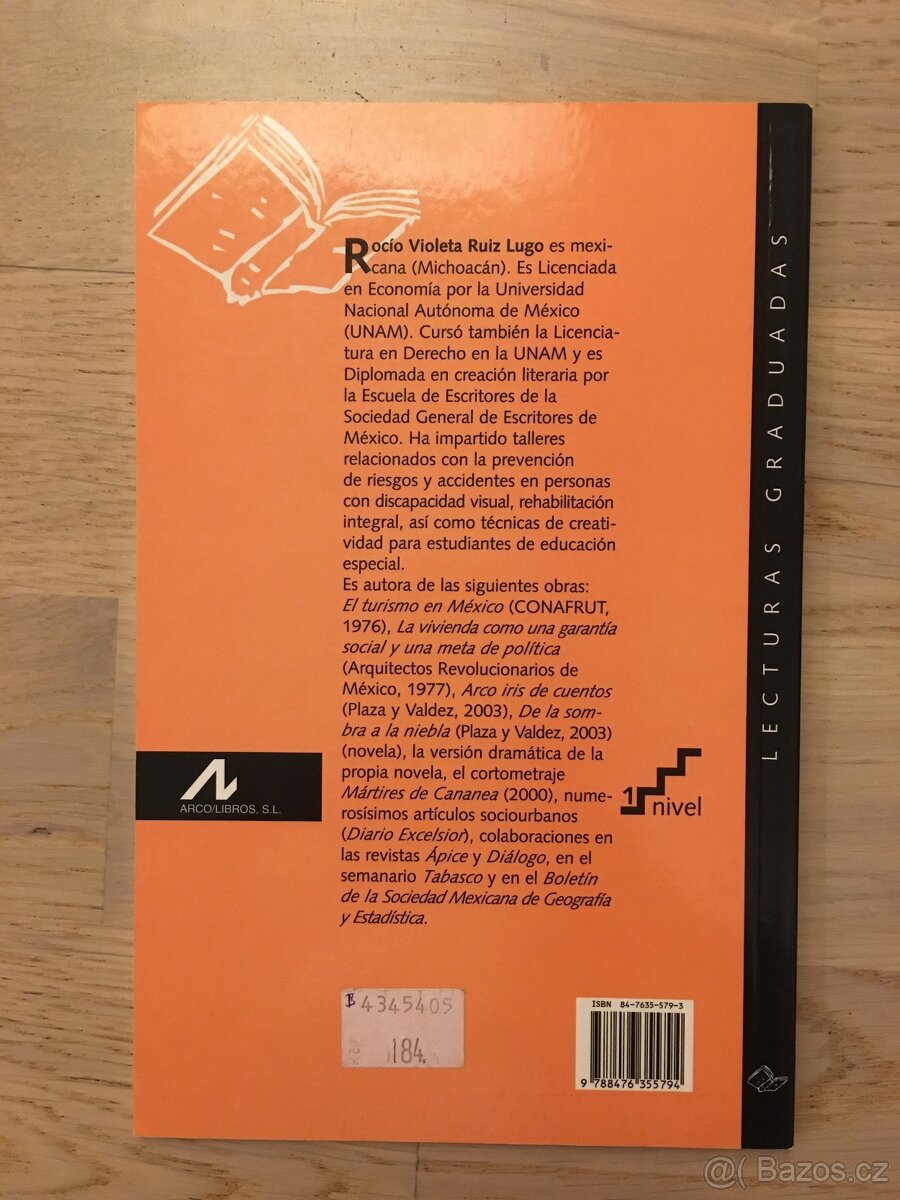 Rocío Violeta Ruiz Lugo es mexi-
cana (Michoacán). Es Licenciada
en Economía por la Universidad
Nacional Autónoma de México
(UNAM). Cursó también la Licencia-
tura en Derecho en la UNAM y es
Diplomada en creación literaria por
la Escuela de Escritores de la
Sociedad General de Escritores de
México. Ha impartido talleres
relacionados con la prevención
de riesgos y accidentes en personas
con discapacidad visual, rehabilitación
integral, así como técnicas de creati-
vidad para estudiantes de educación
especial.
Es autora de las siguientes obras:
El turismo en México (CONAFRUT,
1976), La vivienda como una garantía
social y una meta de política
(Arquitectos Revolucionarios de
México, 1977), Arco iris de cuentos
(Plaza y Valdez, 2003), De la som-
bra a la niebla (Plaza y Valdez, 2003)
(novela), la versión dramática de la
propia novela, el cortometraje
Mártires de Cananea (2000), nume-
rosísimos artículos sociourbanos
(Diario Excelsior), colaboraciones en
las revistas Ápice y Diálogo, en el
semanario Tabasco y en el Boletín
de la Sociedad Mexicana de Geografía
y Estadística.
ARCO/LIBROS, S.L.
1 nivel
LECTURAS GRADUADAS
B 4345405
184.
ISBN 84-7635-579-3
9 788476 355794
@( Bazos.cz